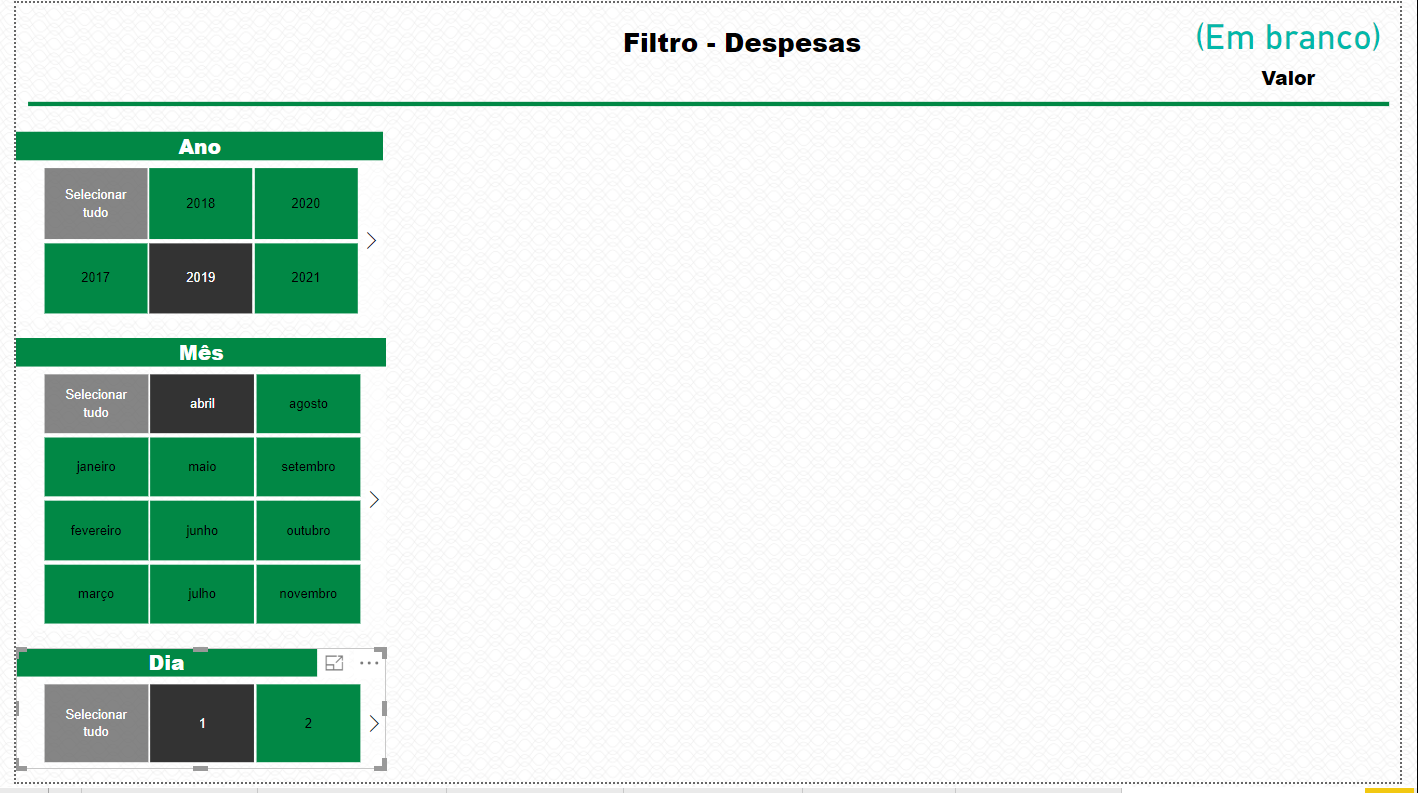 Filtro - Despesas
(Em branco)
Valor
Ano
Selecionar
tudo
2018
2020
2017
2019
2021
Mês
Selecionar
tudo
abril
agosto
janeiro
maio
setembro
fevereiro
junho
outubro
março
julho
novembro
Dia
Selecionar
tudo
1
2